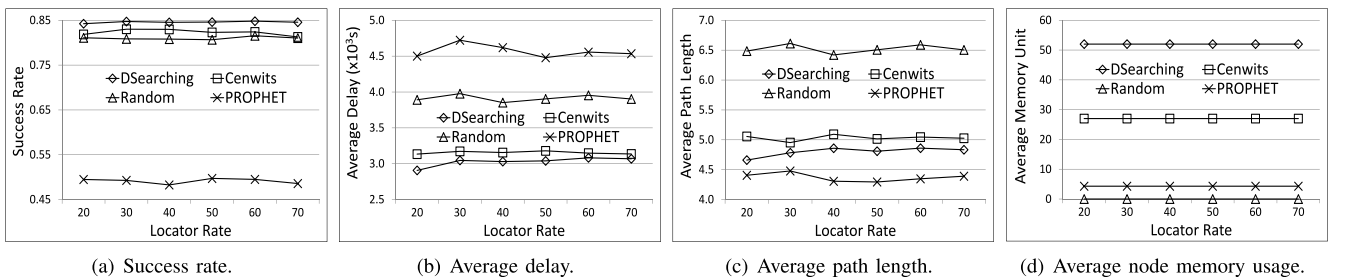 0.85
0.75
0.65
0.55
0.45
Success Rate
DSearching Cenwits
Random PROPHET
20 30 40 50 60 70
Locator Rate
(a) Success rate.
5.0
4.5
4.0
3.5
3.0
2.5
Average Delay (x10³s)
DSearching Cenwits
Random PROPHET
20 30 40 50 60 70
Locator Rate
(b) Average delay.
7.0
6.5
6.0
5.5
5.0
4.5
4.0
Average Path Length
DSearching Cenwits
Random PROPHET
20 30 40 50 60 70
Locator Rate
(c) Average path length.
60
50
40
30
20
10
0
Average Memory Unit
DSearching Cenwits
Random PROPHET
20 30 40 50 60 70
Locator Rate
(d) Average node memory usage.